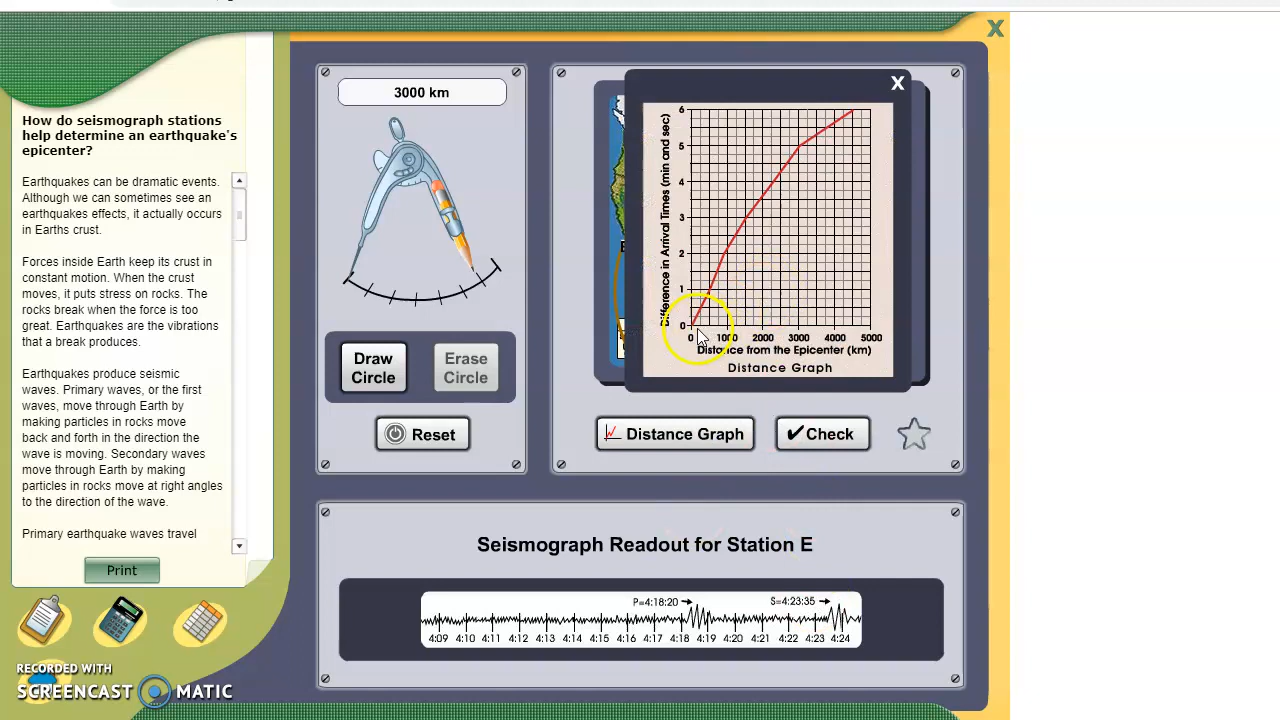 X
How do seismograph stations
help determine an earthquake's
epicenter?
Earthquakes can be dramatic events.
Although we can sometimes see an
earthquakes effects, it actually occurs
in Earths crust.
Forces inside Earth keep its crust in
constant motion. When the crust
moves, it puts stress on rocks. The
rocks break when the force is too
great. Earthquakes are the vibrations
that a break produces.
Earthquakes produce seismic
waves. Primary waves, or the first
waves, move through Earth by
making particles in rocks move
back and forth in the direction the
wave is moving. Secondary waves
move through Earth by making
particles in rocks move at right angles
to the direction of the wave.
Primary earthquake waves travel
Print
RECORDED WITH
SCREENCAST MATIC
3000 km
Draw
Circle
Erase
Circle
Reset
X
Difference in Arrival Times (min and sec)
6
5
4
3
2
1
0
0 1000 2000 3000 4000 5000
Distance from the Epicenter (km)
Distance Graph
Distance Graph
Check
Seismograph Readout for Station E
P=4:18:20 S=4:23:35
4:09 4:10 4:11 4:12 4:13 4:14 4:15 4:16 4:17 4:18 4:19 4:20 4:21 4:22 4:23 4:24